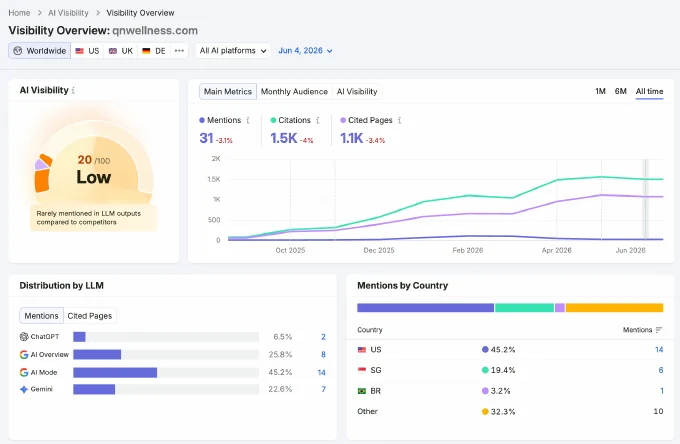 Home > AI Visibility > Visibility Overview
Visibility Overview: qnwellness.com
Worldwide US UK DE ••• All AI platforms Jun 4, 2026
AI Visibility i
20 /100
Low
Rarely mentioned in LLM outputs
compared to competitors
Main Metrics Monthly Audience AI Visibility 1M 6M All time
Mentions i Citations i Cited Pages i
31 -3.1% 1.5K -4% 1.1K -3.4%
2K
1.5K
1K
500
0
Oct 2025 Dec 2025 Feb 2026 Apr 2026 Jun 2026
Distribution by LLM
Mentions Cited Pages
ChatGPT 6.5% 2
AI Overview 25.8% 8
AI Mode 45.2% 14
Gemini 22.6% 7
Mentions by Country
Country Mentions
US 45.2% 14
SG 19.4% 6
BR 3.2% 1
Other 32.3% 10